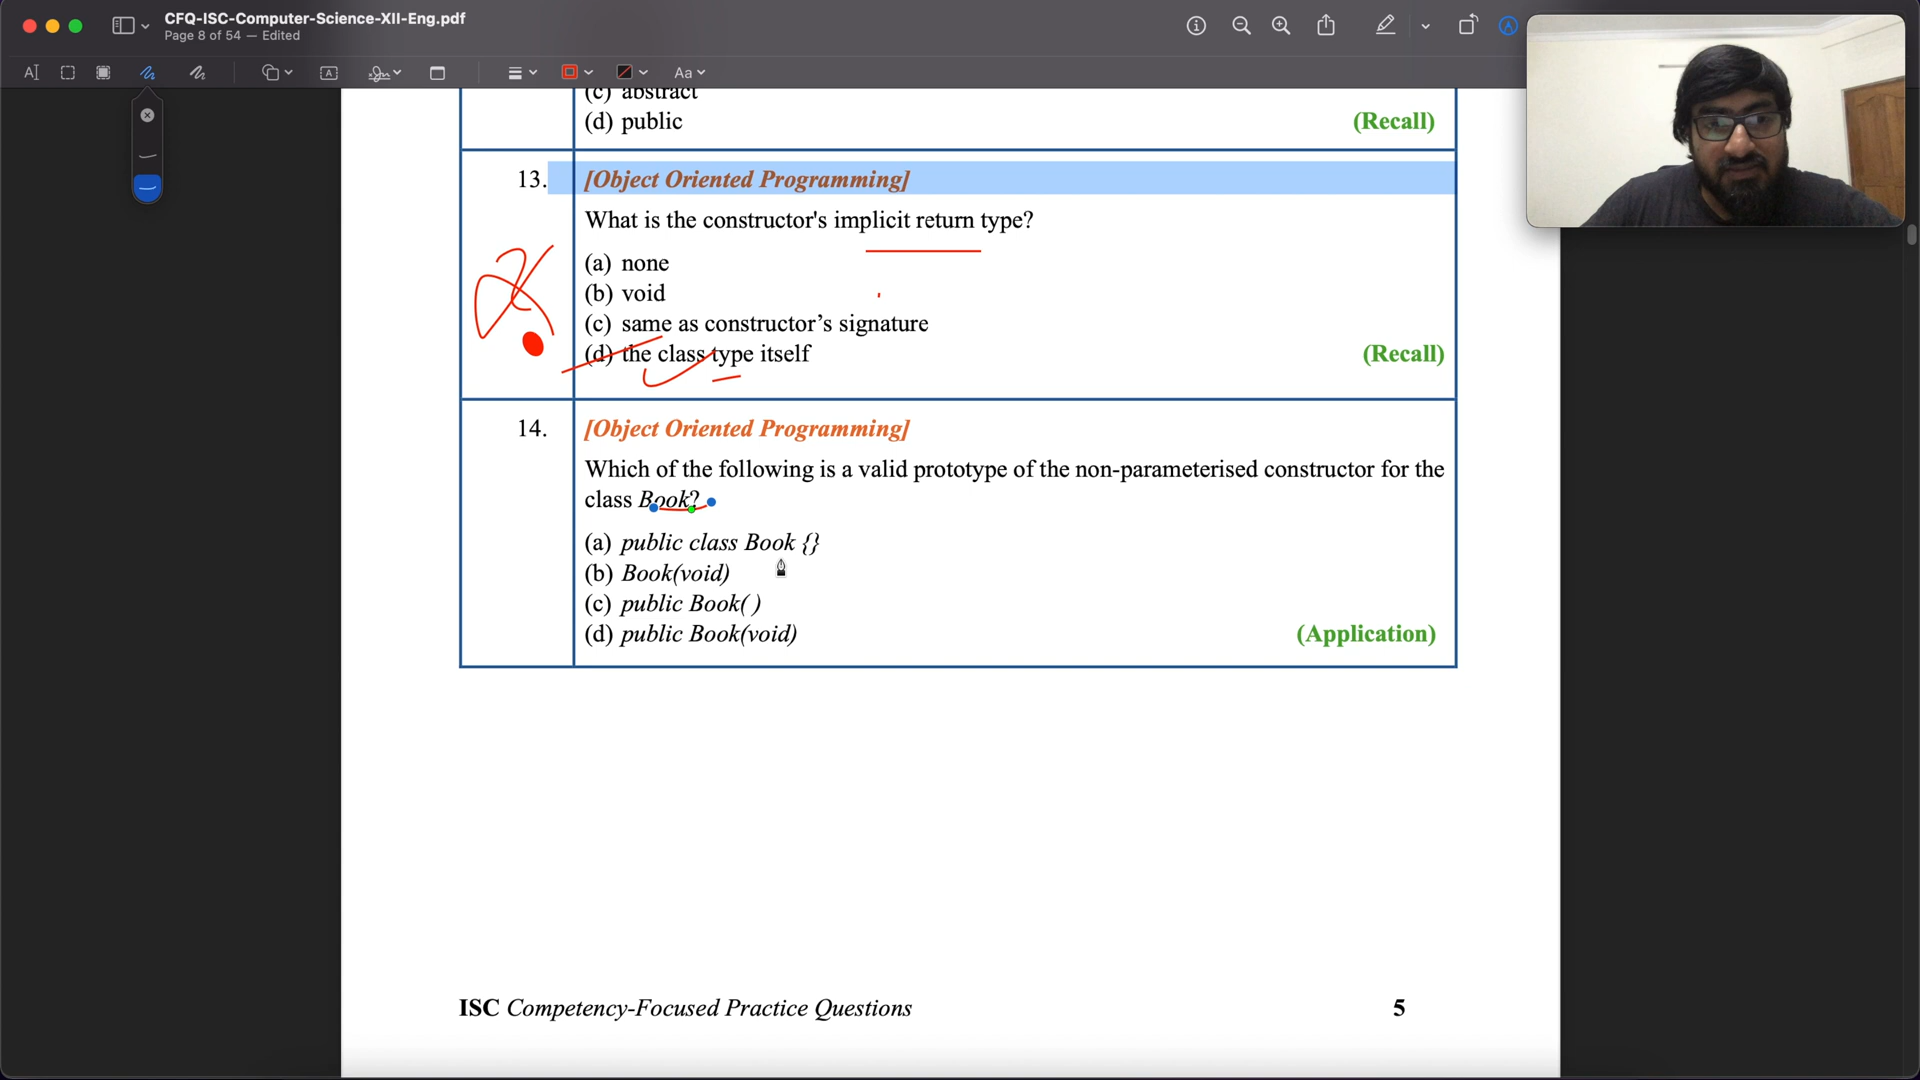 CFQ-ISC-Computer-Science-XII-Eng.pdf
Page 8 of 54 — Edited
(c) abstract
(d) public
(Recall)
13.
[Object Oriented Programming]
What is the constructor's implicit return type?
(a) none
(b) void
(c) same as constructor’s signature
(d) the class type itself
(Recall)
14.
[Object Oriented Programming]
Which of the following is a valid prototype of the non-parameterised constructor for the
class Book?
(a) public class Book {}
(b) Book(void)
(c) public Book( )
(d) public Book(void)
(Application)
ISC Competency-Focused Practice Questions
5